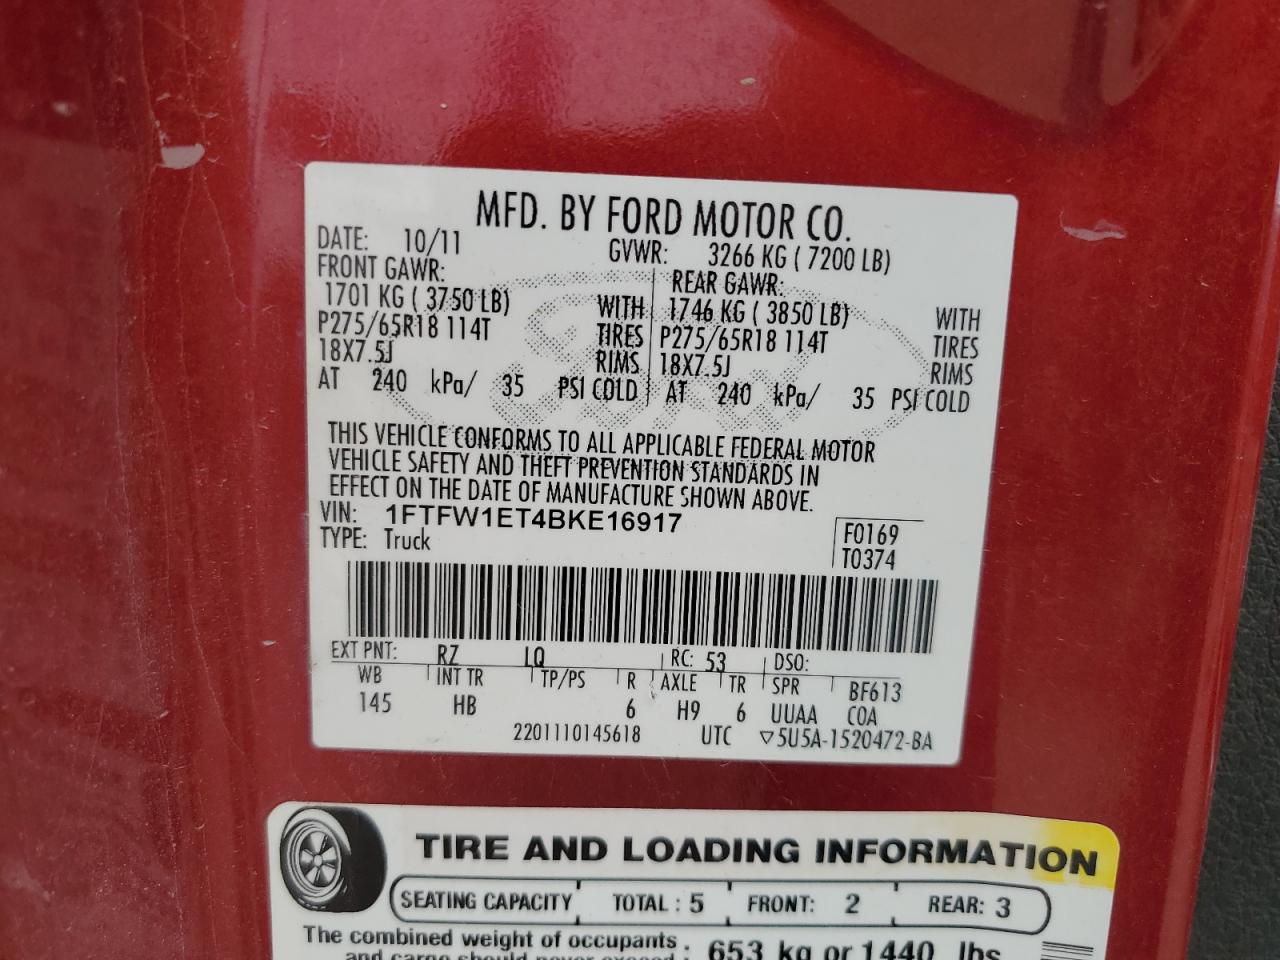 MFD. BY FORD MOTOR CO.
DATE: 10/11 GVWR: 3266 KG ( 7200 LB)
FRONT GAWR: REAR GAWR:
1701 KG ( 3750 LB) WITH 1746 KG ( 3850 LB) WITH
P275/65R18 114T TIRES P275/65R18 114T TIRES
18X7.5J RIMS 18X7.5J RIMS
AT 240 kPa/ 35 PSI COLD AT 240 kPa/ 35 PSI COLD
THIS VEHICLE CONFORMS TO ALL APPLICABLE FEDERAL MOTOR
VEHICLE SAFETY AND THEFT PREVENTION STANDARDS IN
EFFECT ON THE DATE OF MANUFACTURE SHOWN ABOVE.
VIN: 1FTFW1ET4BKE16917 F0169
TYPE: Truck T0374
EXT PNT: RZ LQ RC: 53 DSO:
WB INT TR TP/PS R AXLE TR SPR BF613
145 HB 6 H9 6 UUAA COA
2201110145618 UTC ▽5U5A-1520472-BA
TIRE AND LOADING INFORMATION
SEATING CAPACITY TOTAL : 5 FRONT: 2 REAR: 3
The combined weight of occupants : 653 kg or 1440 lbs
and cargo should never exceed